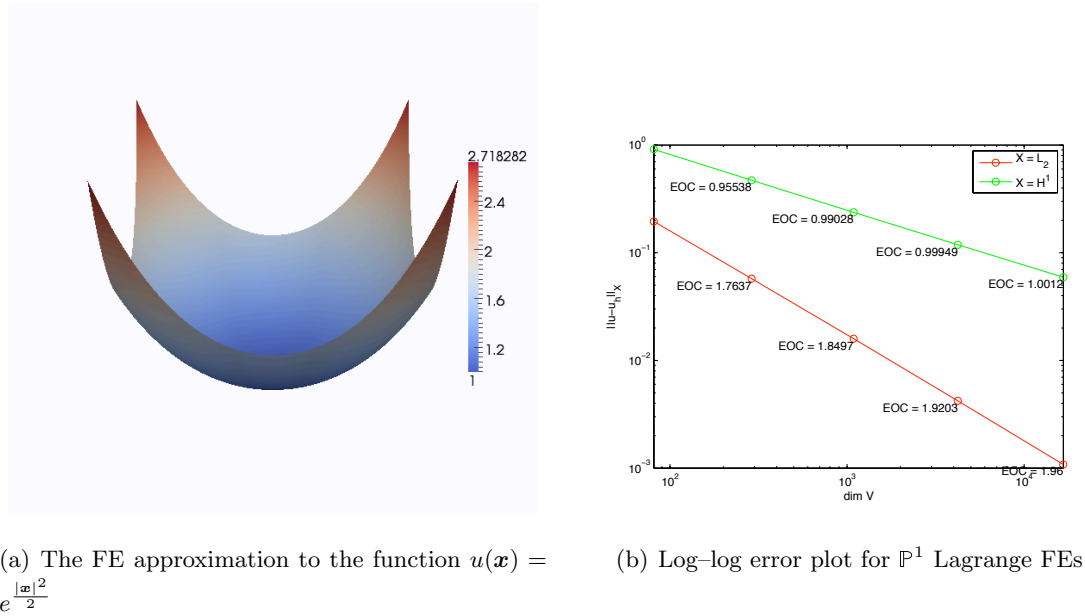 2.718282
2.4
2
1.6
1.2
1
10^0
10^-1
10^-2
10^-3
||u-u_h||_X
X = L_2
X = H^1
EOC = 0.95538
EOC = 0.99028
EOC = 0.99949
EOC = 1.0012
EOC = 1.7637
EOC = 1.8497
EOC = 1.9203
EOC = 1.96
10^2
10^3
10^4
dim V
(a) The FE approximation to the function u(x) =
e^{|x|^2/2}
(b) Log–log error plot for ℙ^1 Lagrange FEs